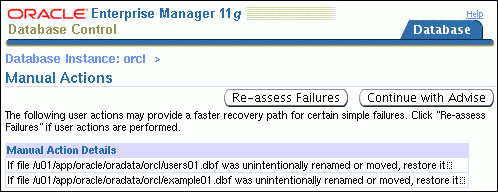 ORACLE Enterprise Manager 11g
Database Control
Help
Database
Database Instance: orcl >
Manual Actions
Re-assess Failures Continue with Advise
The following user actions may provide a faster recovery path for certain simple failures. Click "Re-assess
Failures" if user actions are performed.
Manual Action Details
If file /u01/app/oracle/oradata/orcl/users01.dbf was unintentionally renamed or moved, restore it
If file /u01/app/oracle/oradata/orcl/example01.dbf was unintentionally renamed or moved, restore it